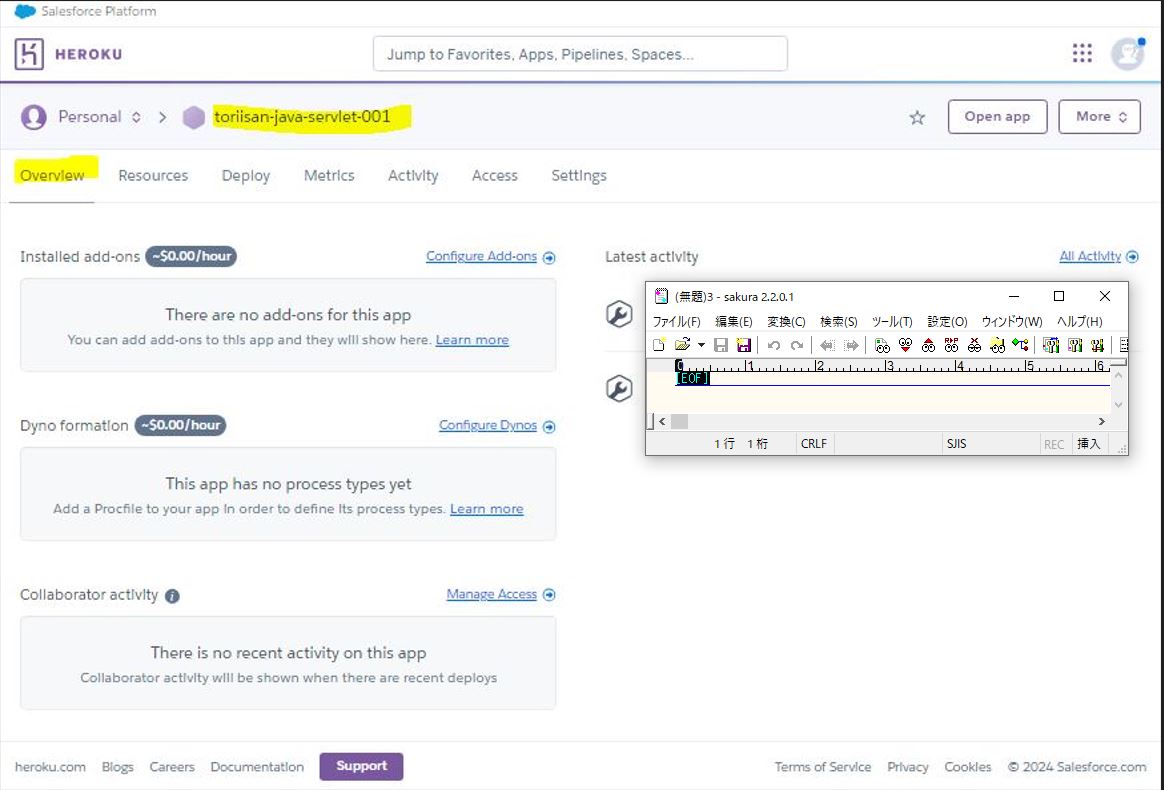 Salesforce Platform
HEROKU
Jump to Favorites, Apps, Pipelines, Spaces...
Personal
toriisan-java-servlet-001
Open app
More
Overview
Resources
Deploy
Metrics
Activity
Access
Settings
Installed add-ons
~$0.00/hour
Configure Add-ons
There are no add-ons for this app
You can add add-ons to this app and they will show here. Learn more
Dyno formation
~$0.00/hour
Configure Dynos
This app has no process types yet
Add a Procfile to your app in order to define its process types. Learn more
Collaborator activity
Manage Access
There is no recent activity on this app
Collaborator activity will be shown when there are recent deploys
Latest activity
All Activity
(無題)3 - sakura 2.2.0.1
ファイル(F) 編集(E) 変換(C) 検索(S) ツール(T) 設定(O) ウィンドウ(W) ヘルプ(H)
0 1 2 3 4 5 6
[EOF]
1 行 1 桁 CRLF SJIS REC 挿入
heroku.com Blogs Careers Documentation Support
Terms of Service Privacy Cookies © 2024 Salesforce.com